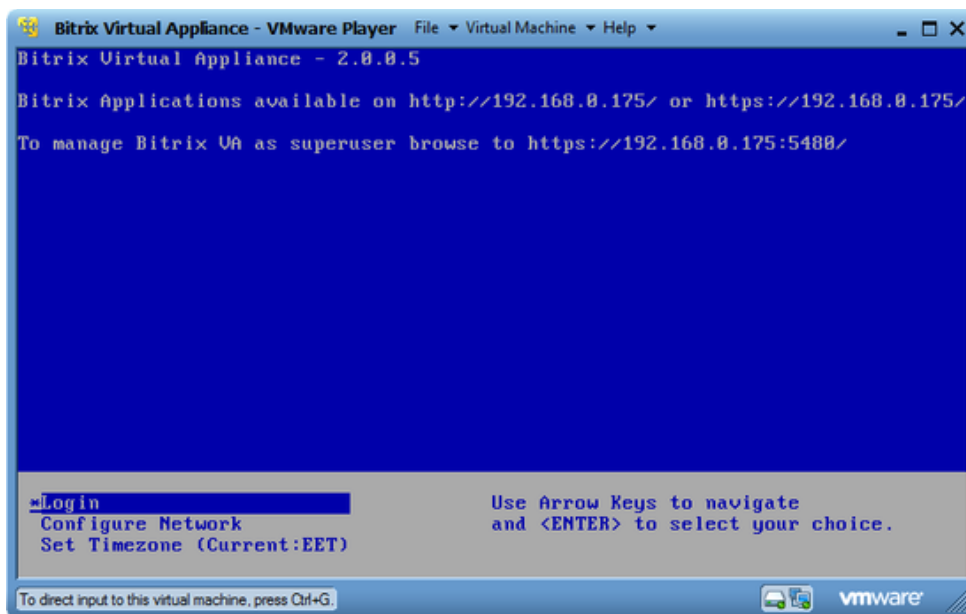 Bitrix Virtual Appliance - VMware Player File Virtual Machine Help
Bitrix Virtual Appliance - 2.0.0.5
Bitrix Applications available on http://192.168.0.175/ or https://192.168.0.175/
To manage Bitrix VA as superuser browse to https://192.168.0.175:5480/
*Login Use Arrow Keys to navigate
Configure Network and <ENTER> to select your choice.
Set Timezone (Current:EET)
To direct input to this virtual machine, press Ctrl+G. vmware